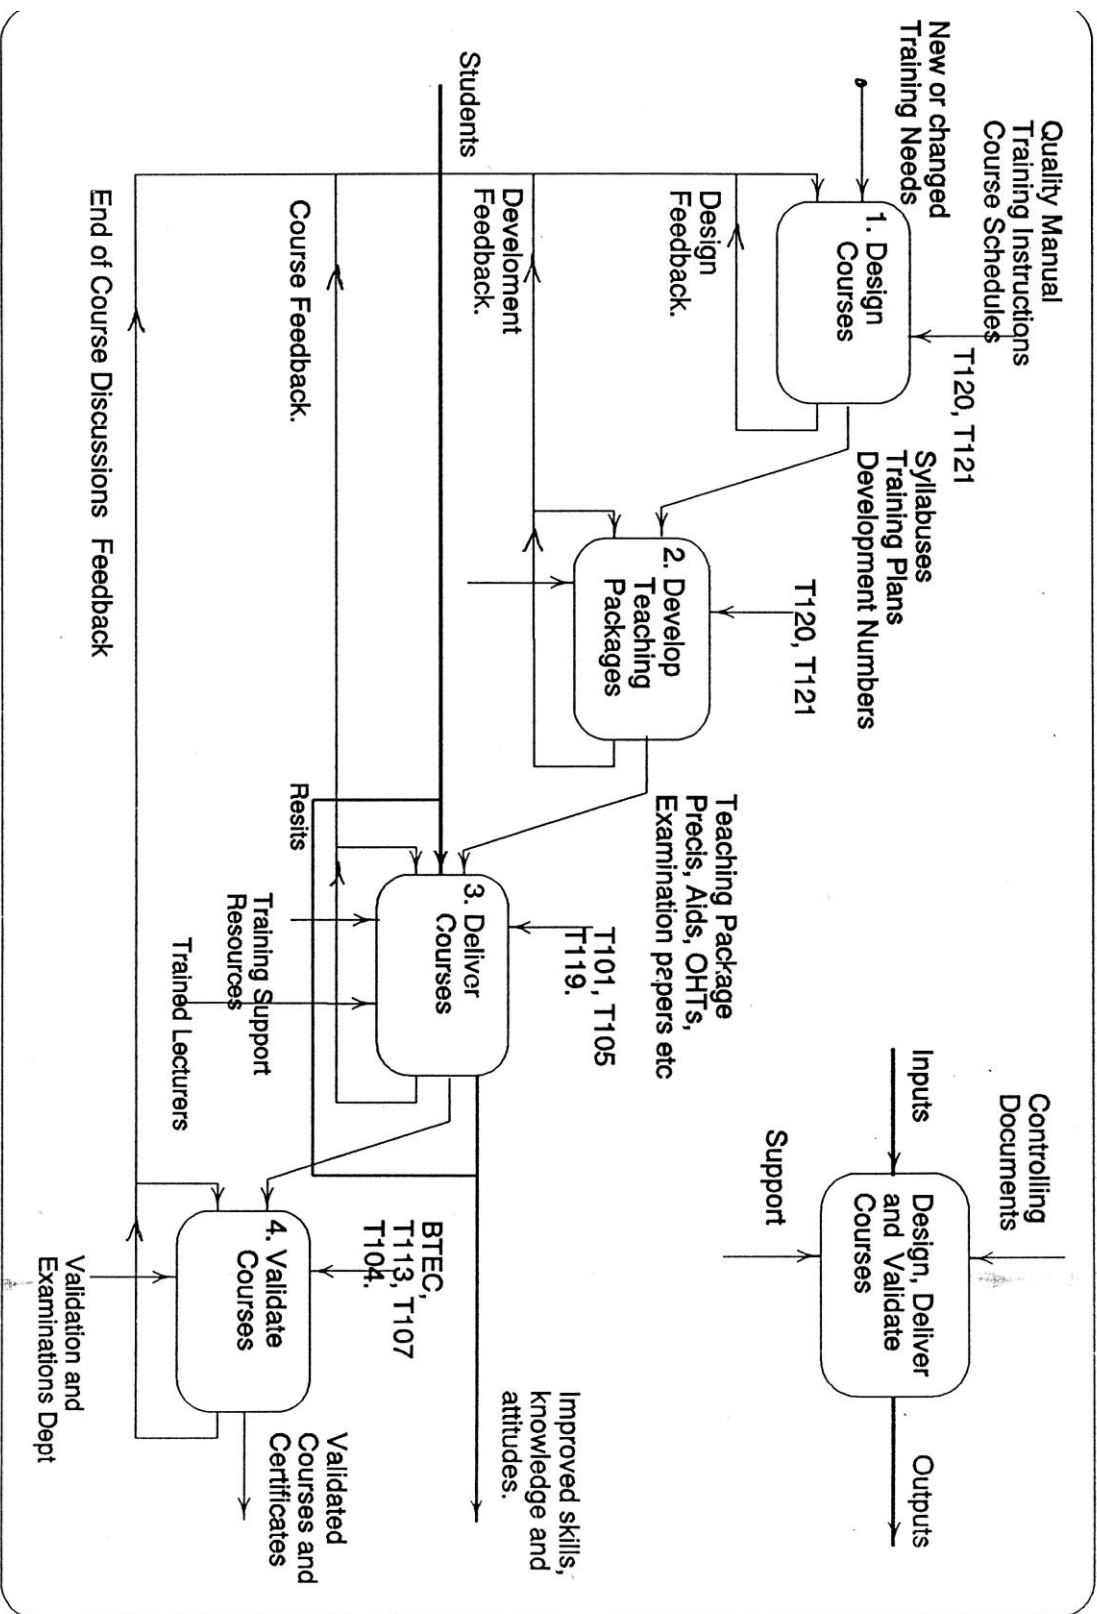 Quality Manual
Training Instructions
Course Schedules
New or changed
Training Needs
T120, T121
1. Design
Courses
Design
Feedback.
Syllabuses
Training Plans
Development Numbers
T120, T121
2. Develop
Teaching
Packages
Develoment
Feedback.
Students
Teaching Package
Precis, Aids, OHTs,
Examination papers etc
T101, T105
T119.
3. Deliver
Courses
Course Feedback.
Resits
Training Support
Resources
Trained Lecturers
BTEC,
T113, T107
T104.
4. Validate
Courses
End of Course Discussions Feedback
Validation and
Examinations Dept
Improved skills,
knowledge and
attitudes.
Validated
Courses and
Certificates
Controlling
Documents
Inputs
Design, Deliver
and Validate
Courses
Outputs
Support